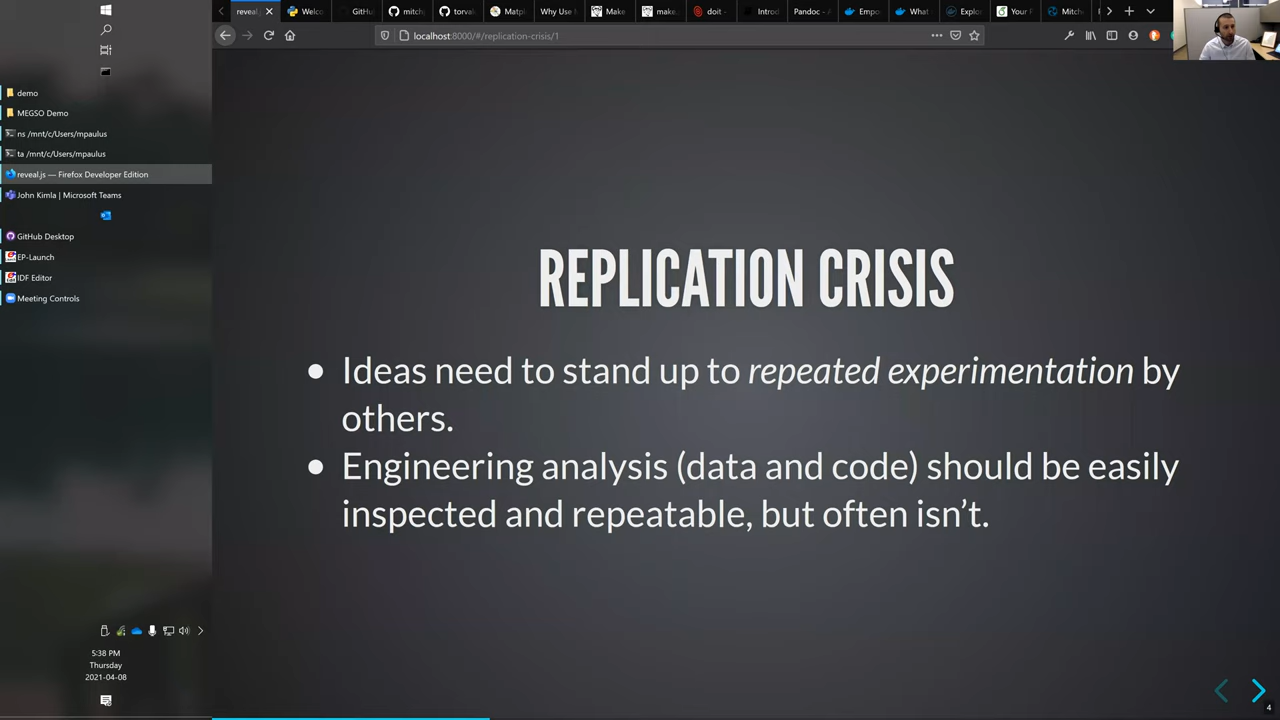 demo
MEGSO Demo
ns /mnt/c/Users/mpaulus
ta /mnt/c/Users/mpaulus
reveal.js — Firefox Developer Edition
John Kimla | Microsoft Teams
GitHub Desktop
EP-Launch
IDF Editor
Meeting Controls
5:38 PM
Thursday
2021-04-08
reveal.j
Welco
GitHu
mitch
torva
Matpl
Why Use
Make
make.
doit -
Introd
Pandoc -
Empo
What
Explo
Your R
Mitche
localhost:8000/#/replication-crisis/1
REPLICATION CRISIS
● Ideas need to stand up to repeated experimentation by
others.
● Engineering analysis (data and code) should be easily
inspected and repeatable, but often isn't.
4